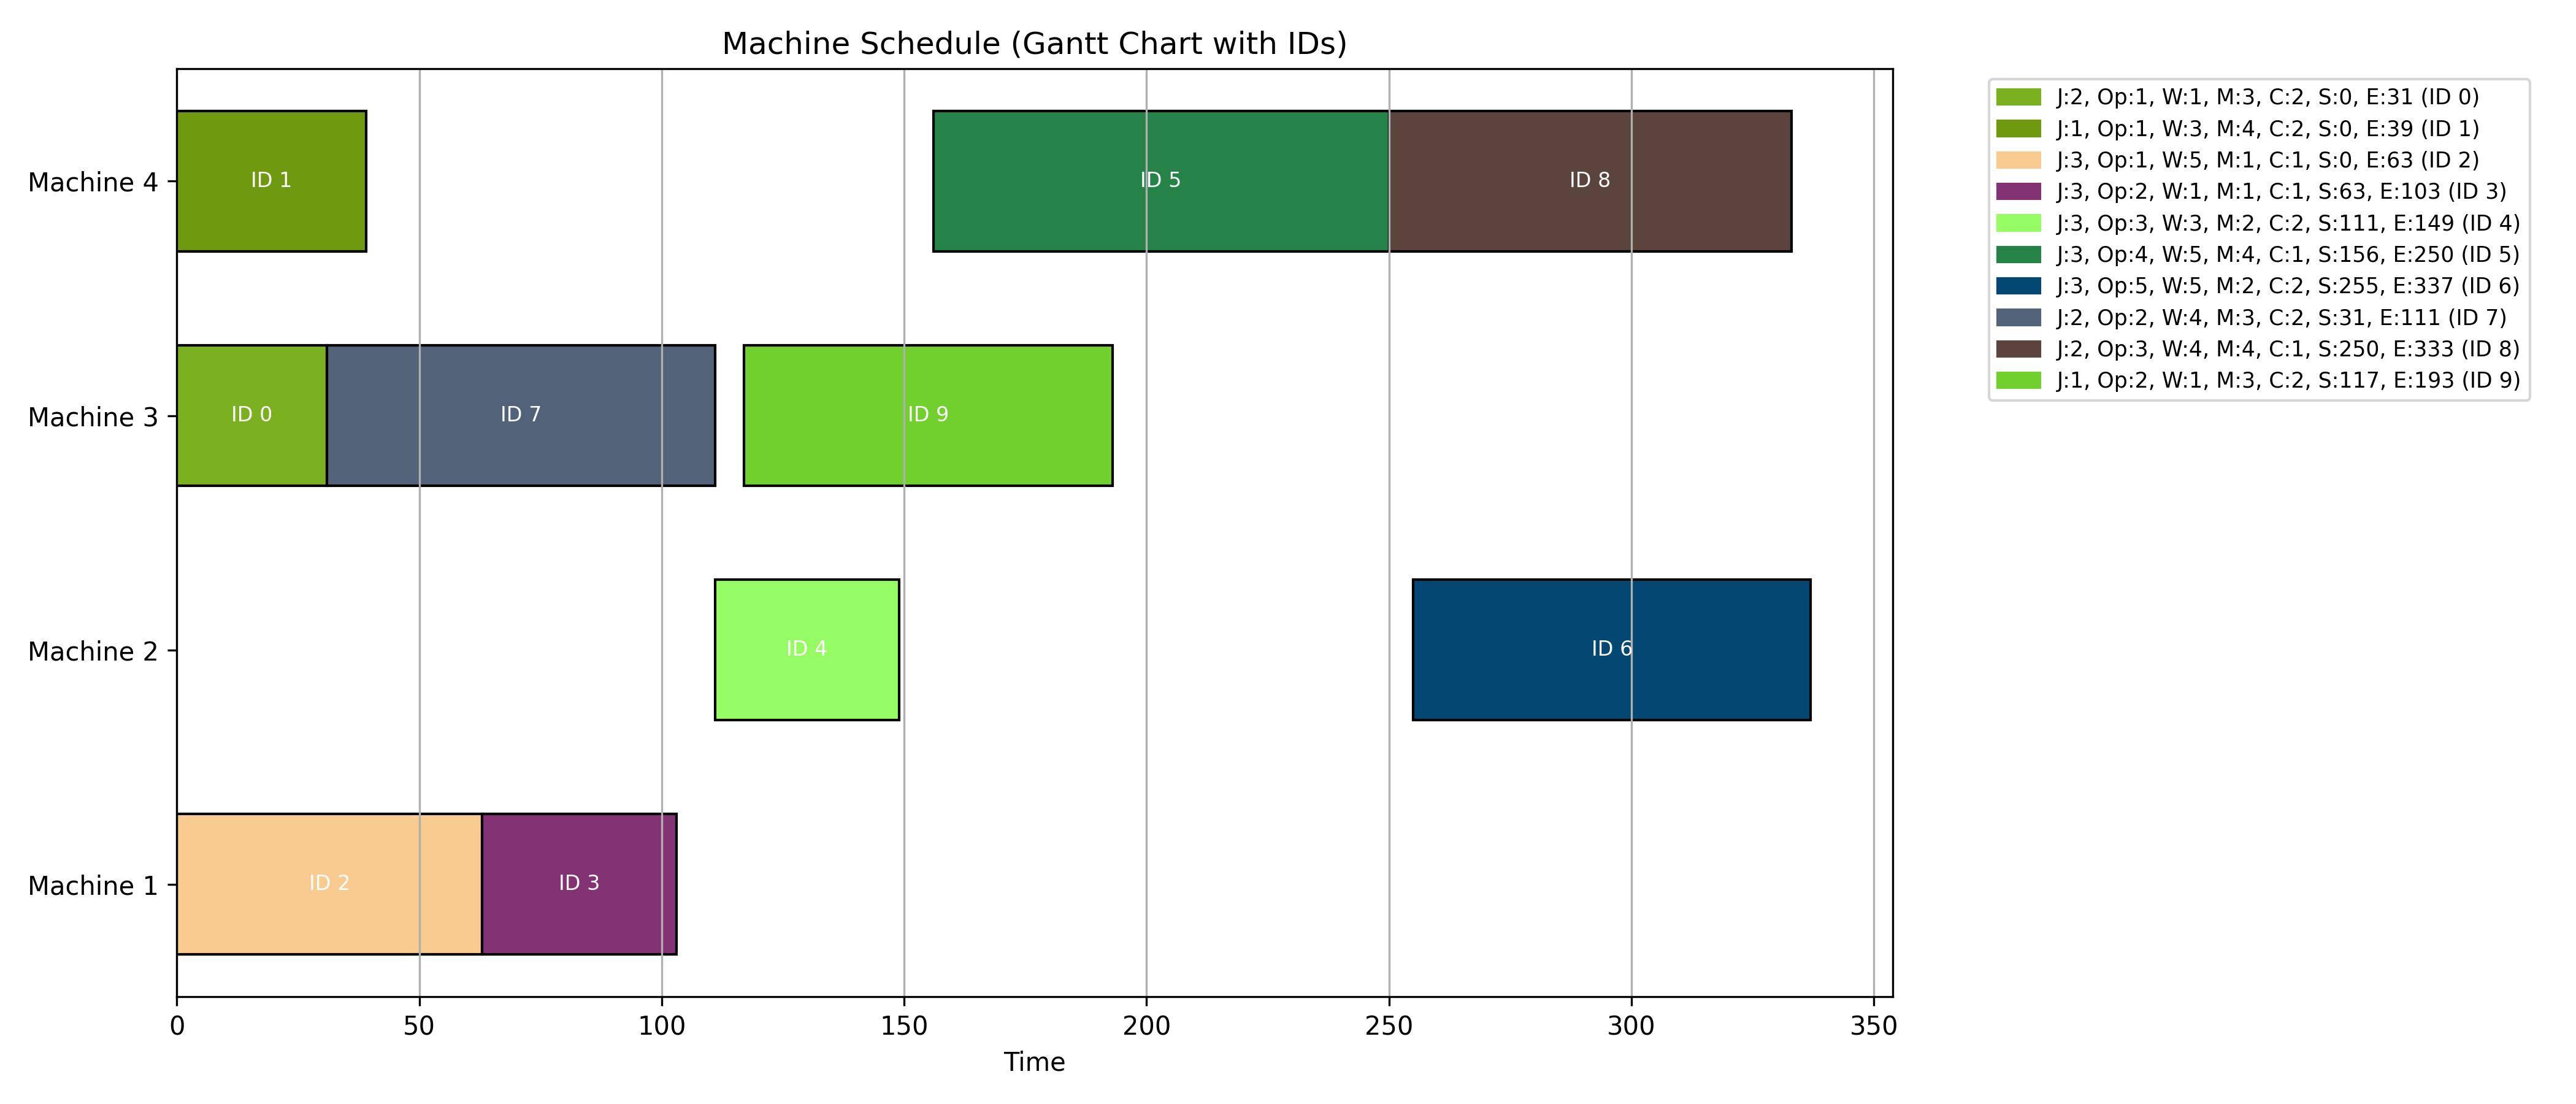 Machine Schedule (Gantt Chart with IDs)
Machine 4
ID 1
ID 5
ID 8
Machine 3
ID 0
ID 7
ID 9
Machine 2
ID 4
ID 6
Machine 1
ID 2
ID 3
0 50 100 150 200 250 300 350
Time
J:2, Op:1, W:1, M:3, C:2, S:0, E:31 (ID 0)
J:1, Op:1, W:3, M:4, C:2, S:0, E:39 (ID 1)
J:3, Op:1, W:5, M:1, C:1, S:0, E:63 (ID 2)
J:3, Op:2, W:1, M:1, C:1, S:63, E:103 (ID 3)
J:3, Op:3, W:3, M:2, C:2, S:111, E:149 (ID 4)
J:3, Op:4, W:5, M:4, C:1, S:156, E:250 (ID 5)
J:3, Op:5, W:5, M:2, C:2, S:255, E:337 (ID 6)
J:2, Op:2, W:4, M:3, C:2, S:31, E:111 (ID 7)
J:2, Op:3, W:4, M:4, C:1, S:250, E:333 (ID 8)
J:1, Op:2, W:1, M:3, C:2, S:117, E:193 (ID 9)